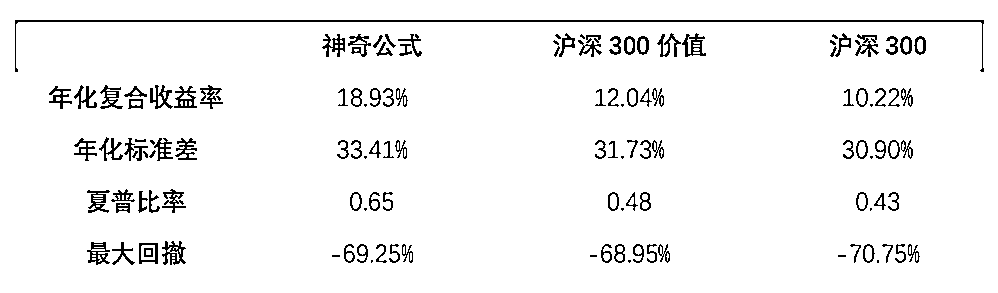 神奇公式 沪深 300 价值 沪深 300
年化复合收益率 18.93% 12.04% 10.22%
年化标准差 33.41% 31.73% 30.90%
夏普比率 0.65 0.48 0.43
最大回撤 -69.25% -68.95% -70.75%